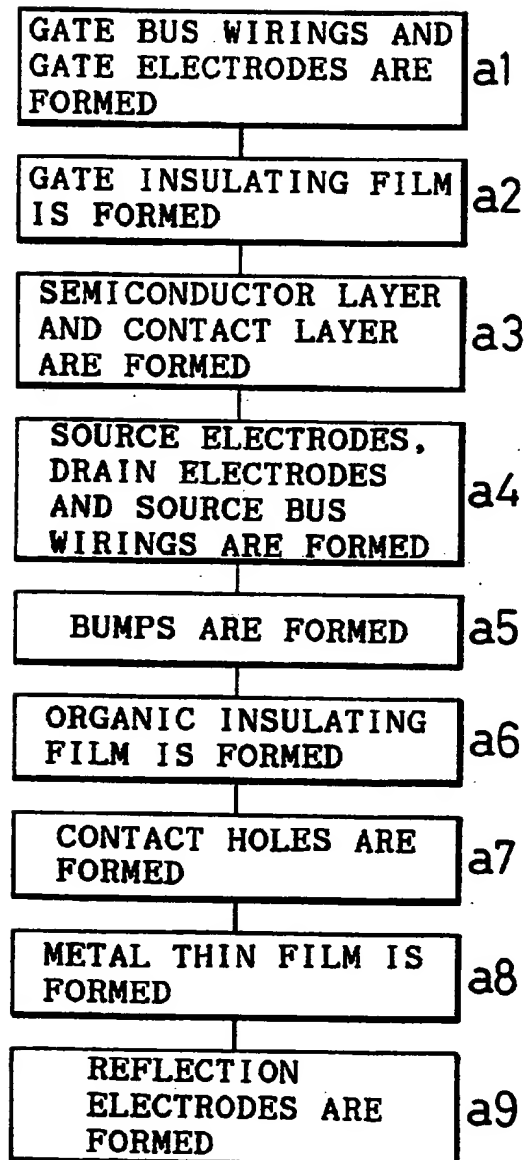 GATE BUS WIRINGS AND
GATE ELECTRODES ARE
FORMED
a1
GATE INSULATING FILM
IS FORMED
a2
SEMICONDUCTOR LAYER
AND CONTACT LAYER
ARE FORMED
a3
SOURCE ELECTRODES,
DRAIN ELECTRODES
AND SOURCE BUS
WIRINGS ARE FORMED
a4
BUMPS ARE FORMED
a5
ORGANIC INSULATING
FILM IS FORMED
a6
CONTACT HOLES ARE
FORMED
a7
METAL THIN FILM IS
FORMED
a8
REFLECTION
ELECTRODES ARE
FORMED
a9